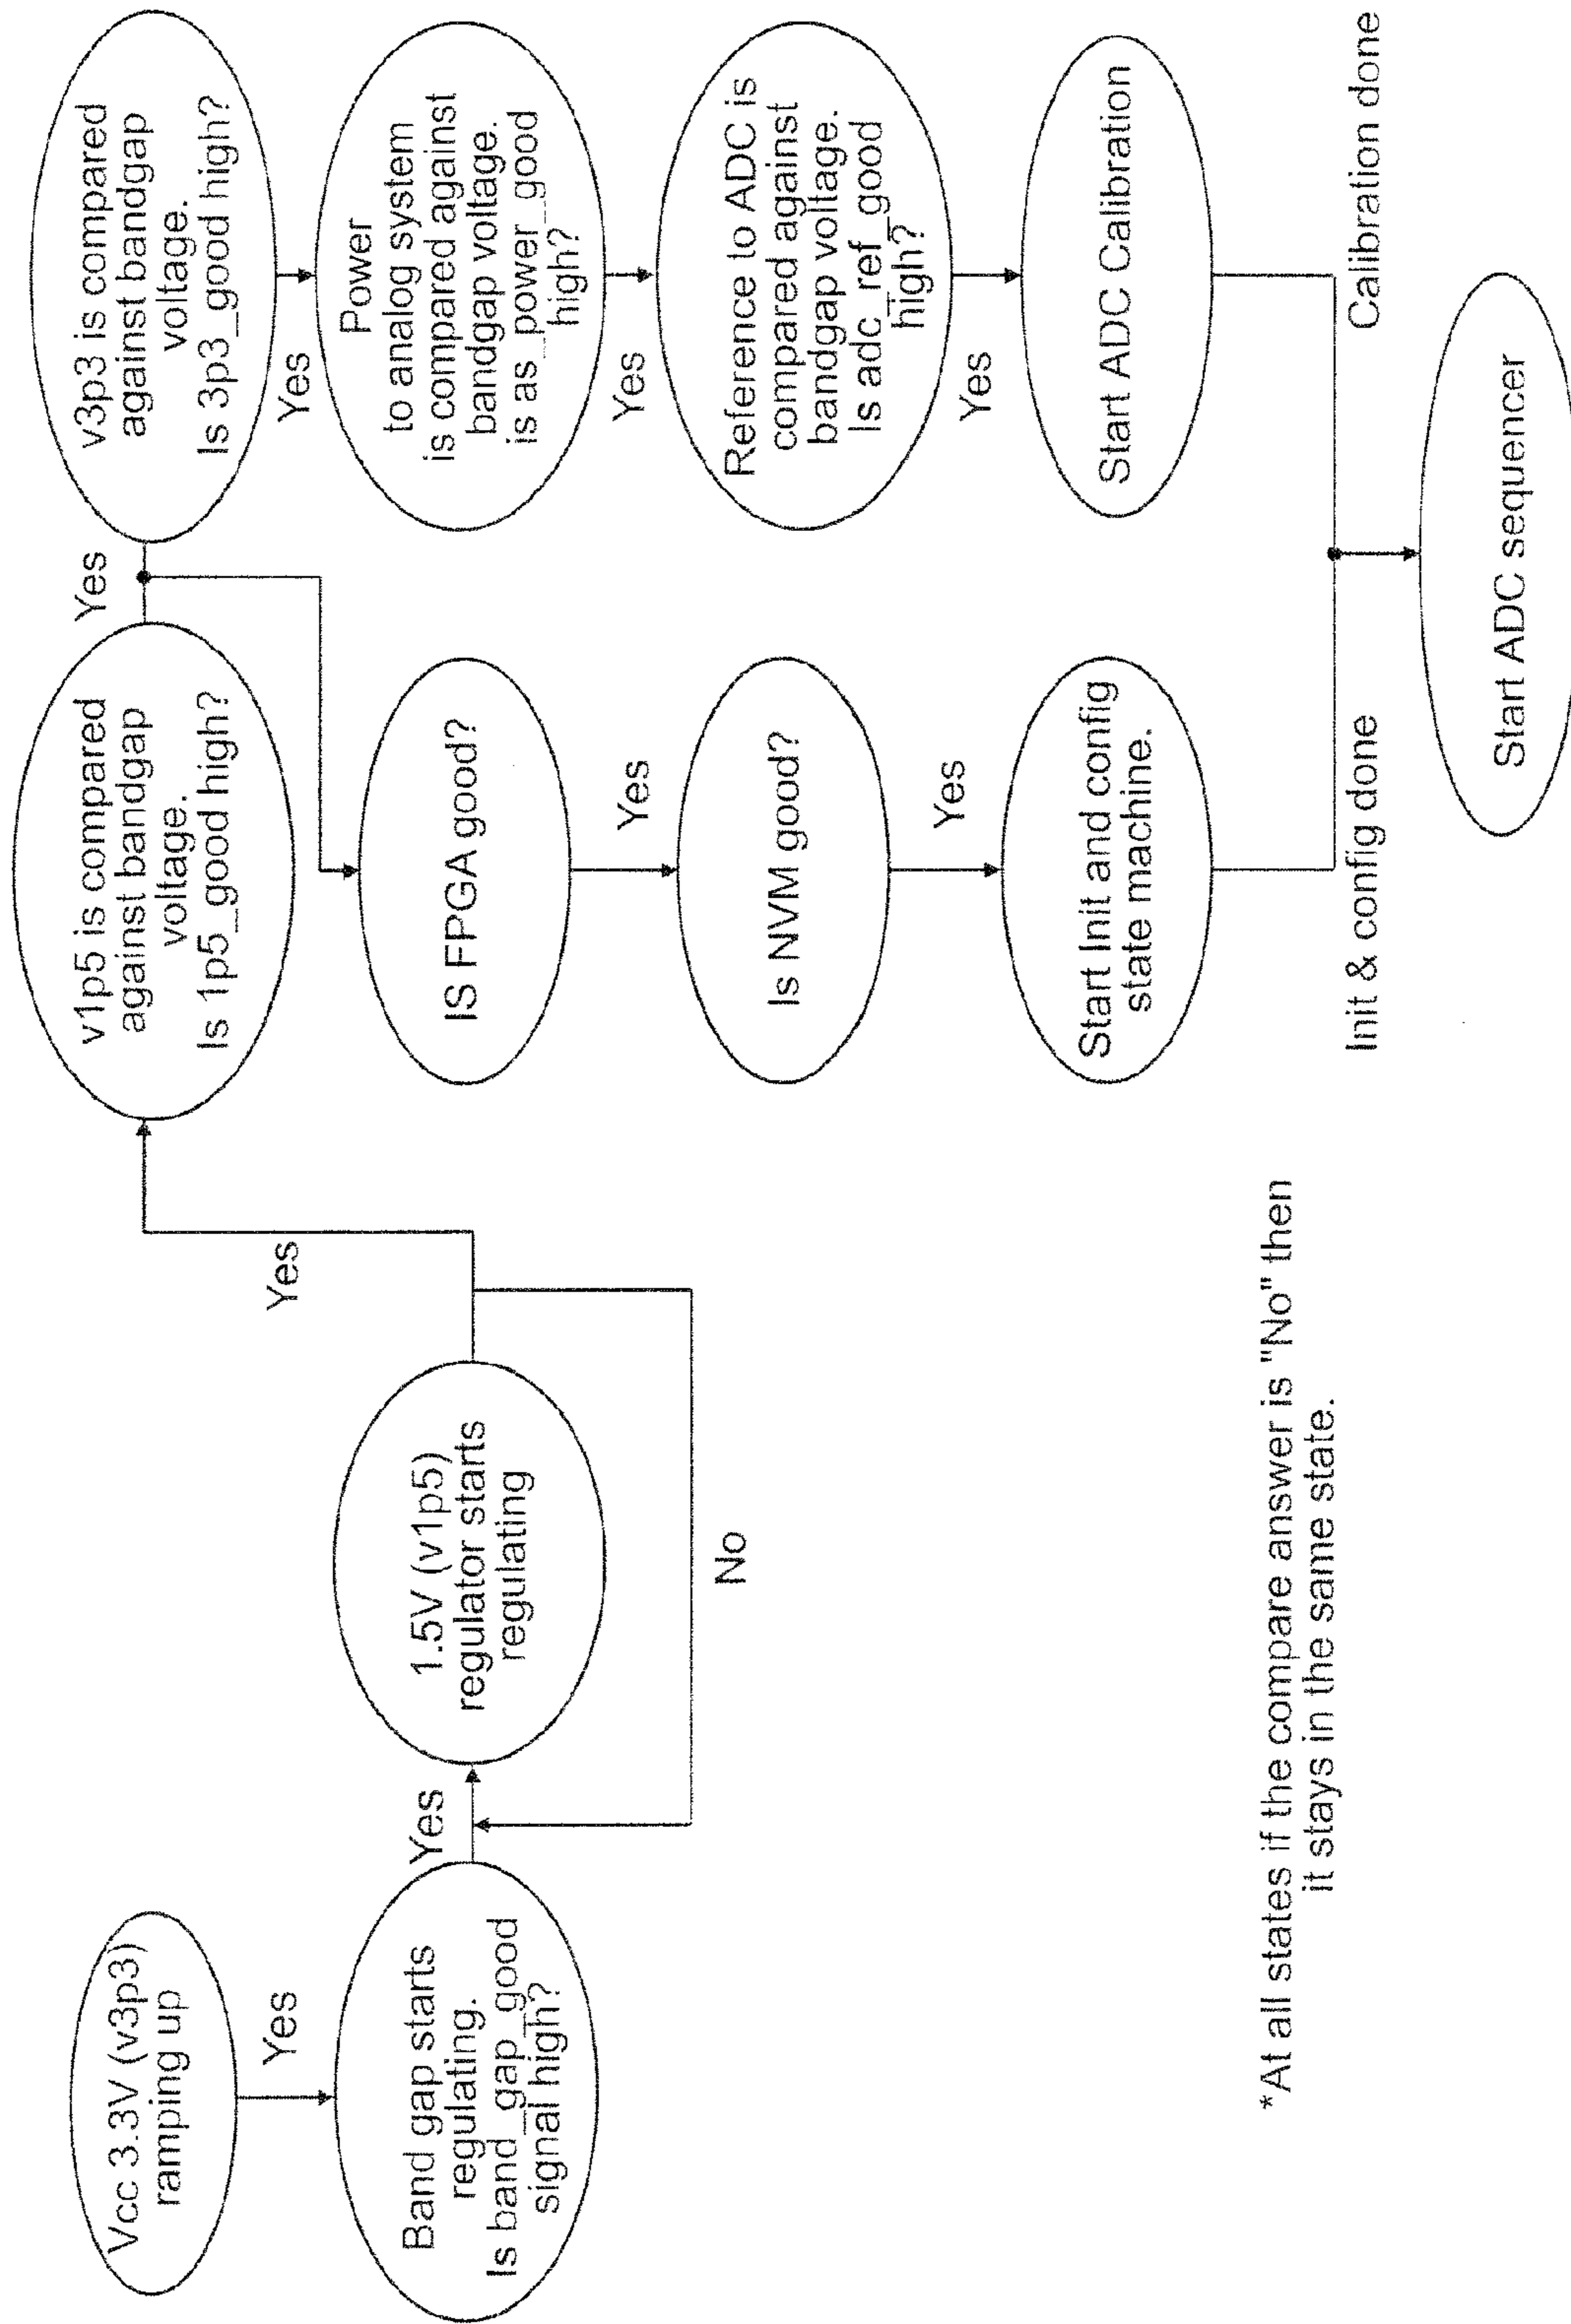 Vcc 3.3V (v3p3)
ramping up
Yes
Band gap starts
regulating.
Is band_gap_good
signal high?
Yes
1.5V (v1p5)
regulator starts
regulating
No
Yes
v1p5 is compared
against bandgap
voltage.
Is 1p5_good high?
Yes
IS FPGA good?
Yes
Is NVM good?
Yes
Start Init and config
state machine.
Init & config done
v3p3 is compared
against bandgap
voltage.
Is 3p3_good high?
Yes
Power
to analog system
is compared against
bandgap voltage.
is as_power_good
high?
Yes
Reference to ADC is
compared against
bandgap voltage.
Is adc_ref_good
high?
Yes
Start ADC Calibration
Calibration done
Start ADC sequencer
*At all states if the compare answer is "No" then
it stays in the same state.